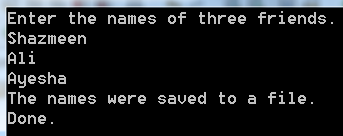 Enter the names of three friends.
Shazmeen
Ali
Ayesha
The names were saved to a file.
Done.